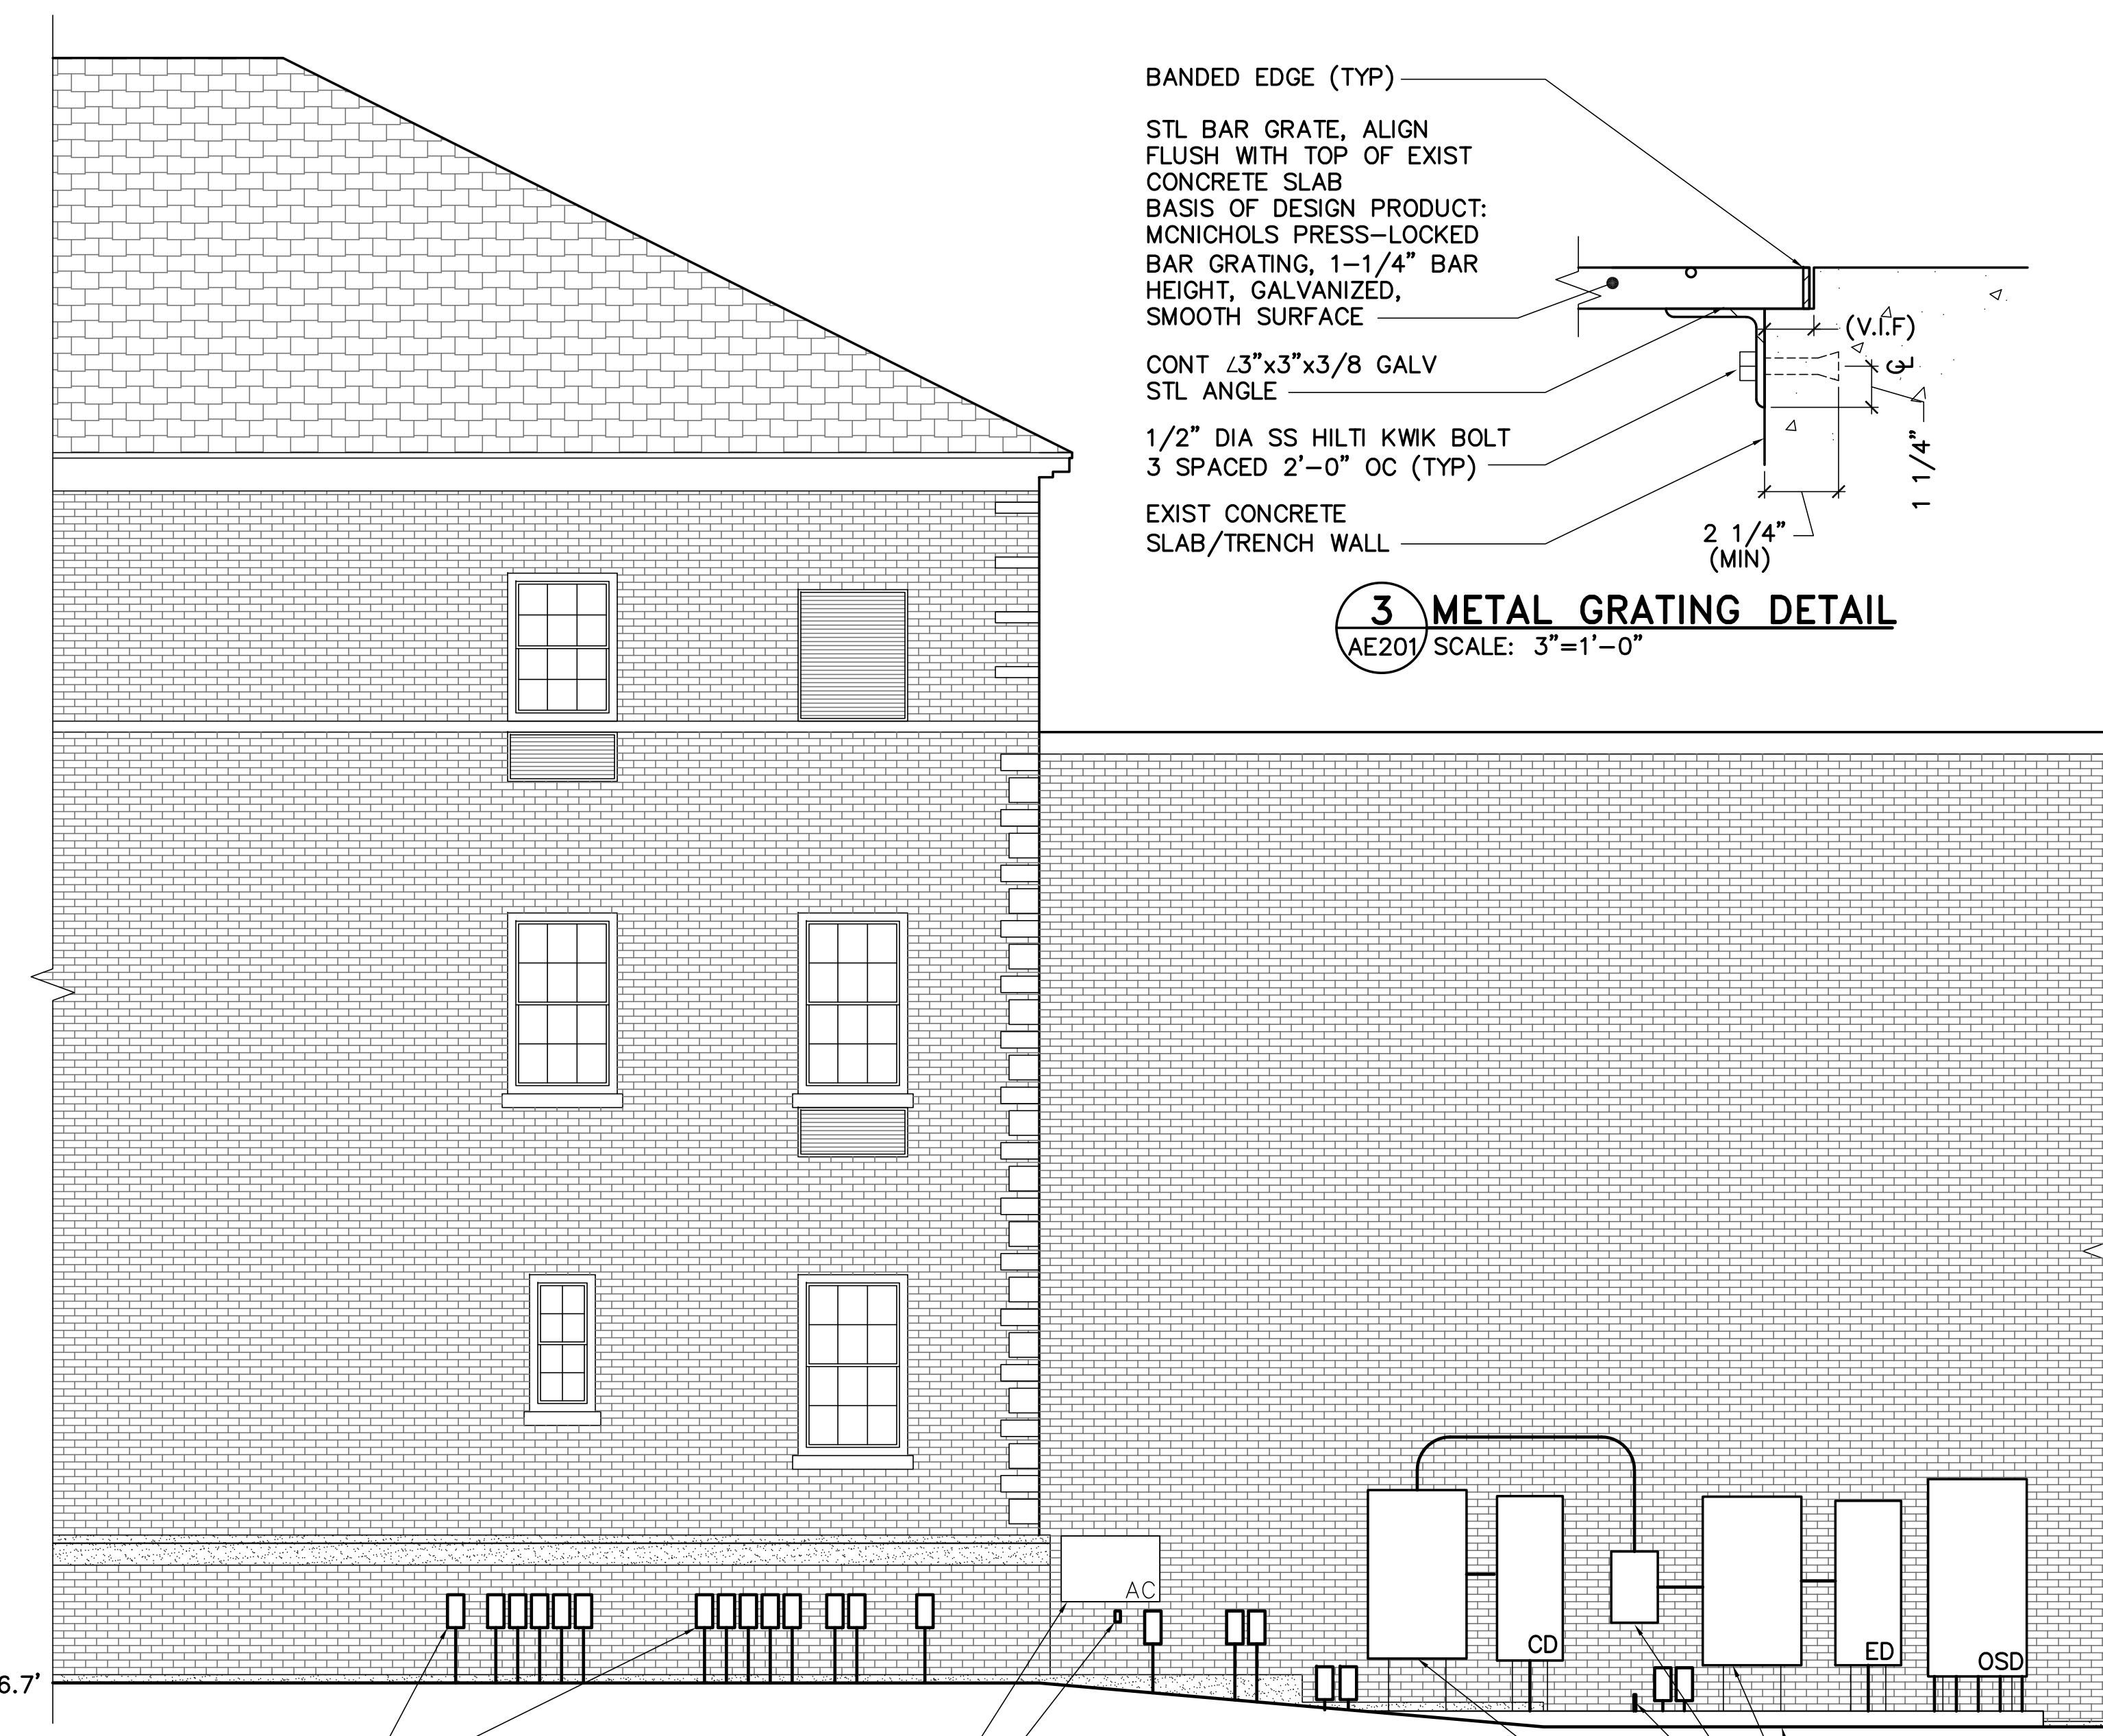 BANDED EDGE (TYP)
STL BAR GRATE, ALIGN
FLUSH WITH TOP OF EXIST
CONCRETE SLAB
BASIS OF DESIGN PRODUCT:
MCNICHOLS PRESS-LOCKED
BAR GRATING, 1-1/4" BAR
HEIGHT, GALVANIZED,
SMOOTH SURFACE
CONT ∠3"x3"x3/8 GALV
STL ANGLE
1/2" DIA SS HILTI KWIK BOLT
3 SPACED 2'-0" OC (TYP)
EXIST CONCRETE
SLAB/TRENCH WALL
(V.I.F)
℄
1 1/4"
2 1/4"
(MIN)
3
AE201
METAL GRATING DETAIL
SCALE: 3"=1'-0"
AC
CD
ED
OSD
6.7'